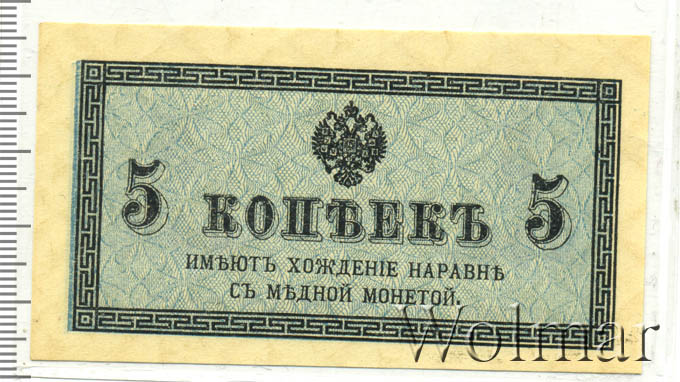 5 КОПѢЕКЪ 5
ИМѢЮТЪ ХОЖДЕНІЕ НАРАВНѢ
СЪ МѢДНОЙ МОНЕТОЙ.
Wolmar